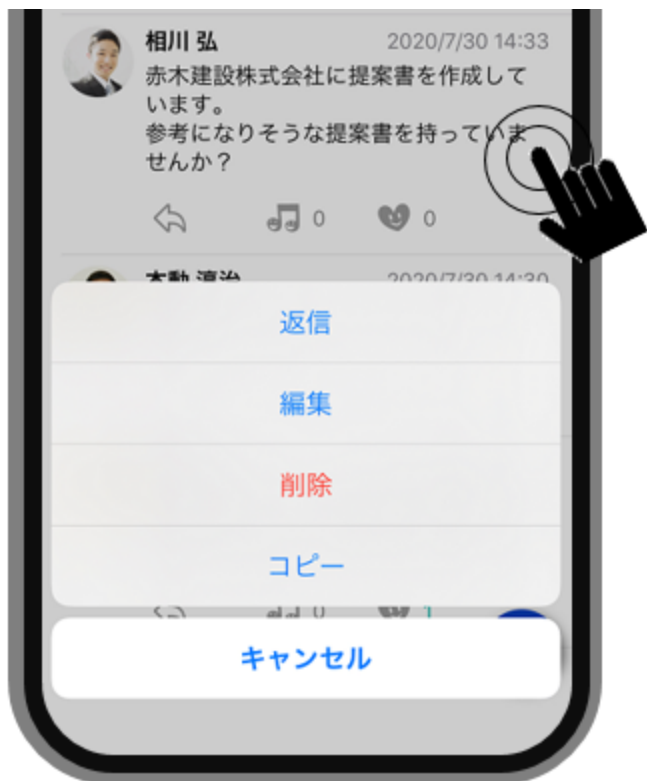 相川 弘 2020/7/30 14:33
赤木建設株式会社に提案書を作成して
います。
参考になりそうな提案書を持っていま
せんか？
0 0
2020/7/30 14:39
返信
編集
削除
コピー
0 1
キャンセル